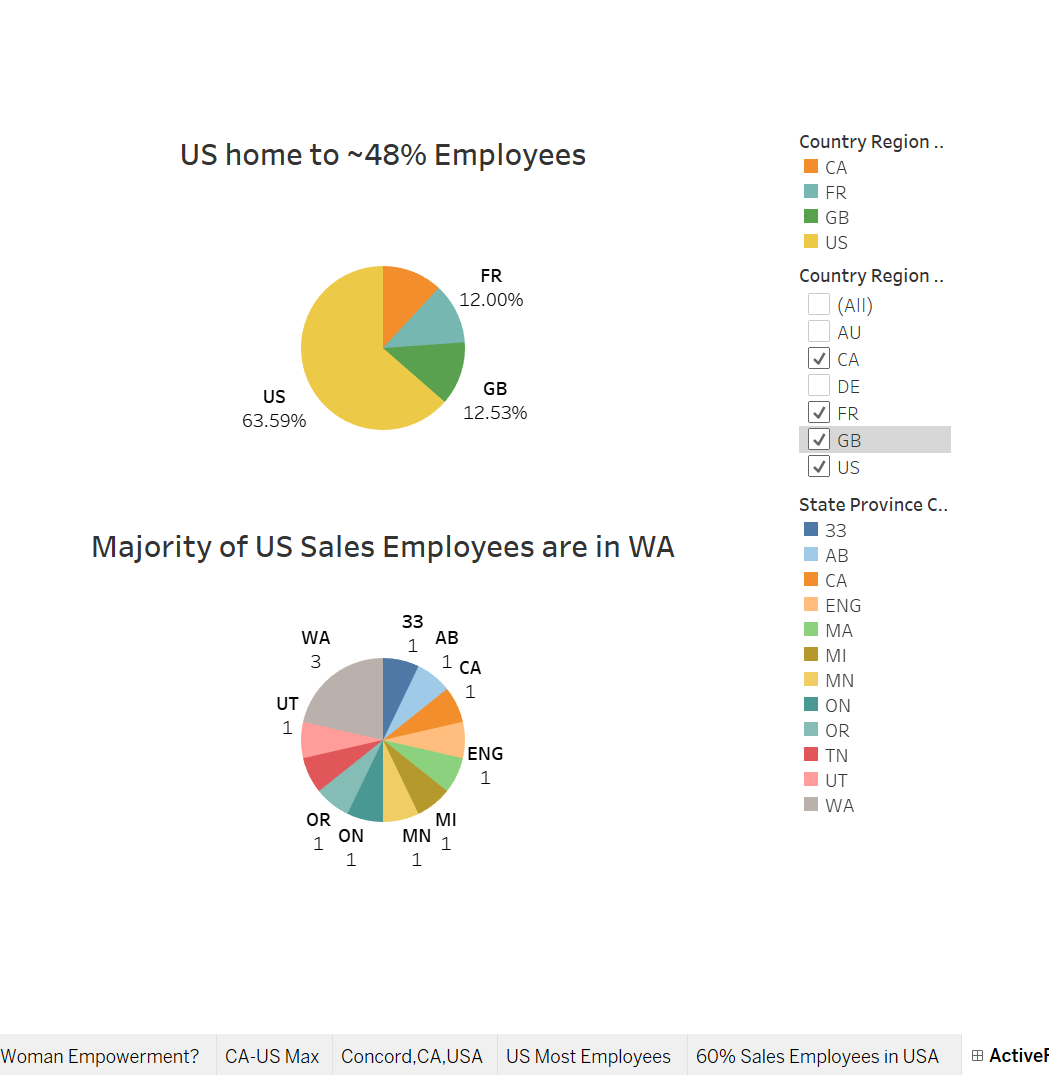 US home to ~48% Employees
FR
12.00%
US
63.59%
GB
12.53%
Majority of US Sales Employees are in WA
33
1
AB
1
CA
1
ENG
1
MI
1
MN
1
ON
1
OR
1
UT
1
WA
3
Country Region ..
CA
FR
GB
US
Country Region ..
(All)
AU
CA
DE
FR
GB
US
State Province C..
33
AB
CA
ENG
MA
MI
MN
ON
OR
TN
UT
WA
Woman Empowerment?
CA-US Max
Concord,CA,USA
US Most Employees
60% Sales Employees in USA
ActiveF